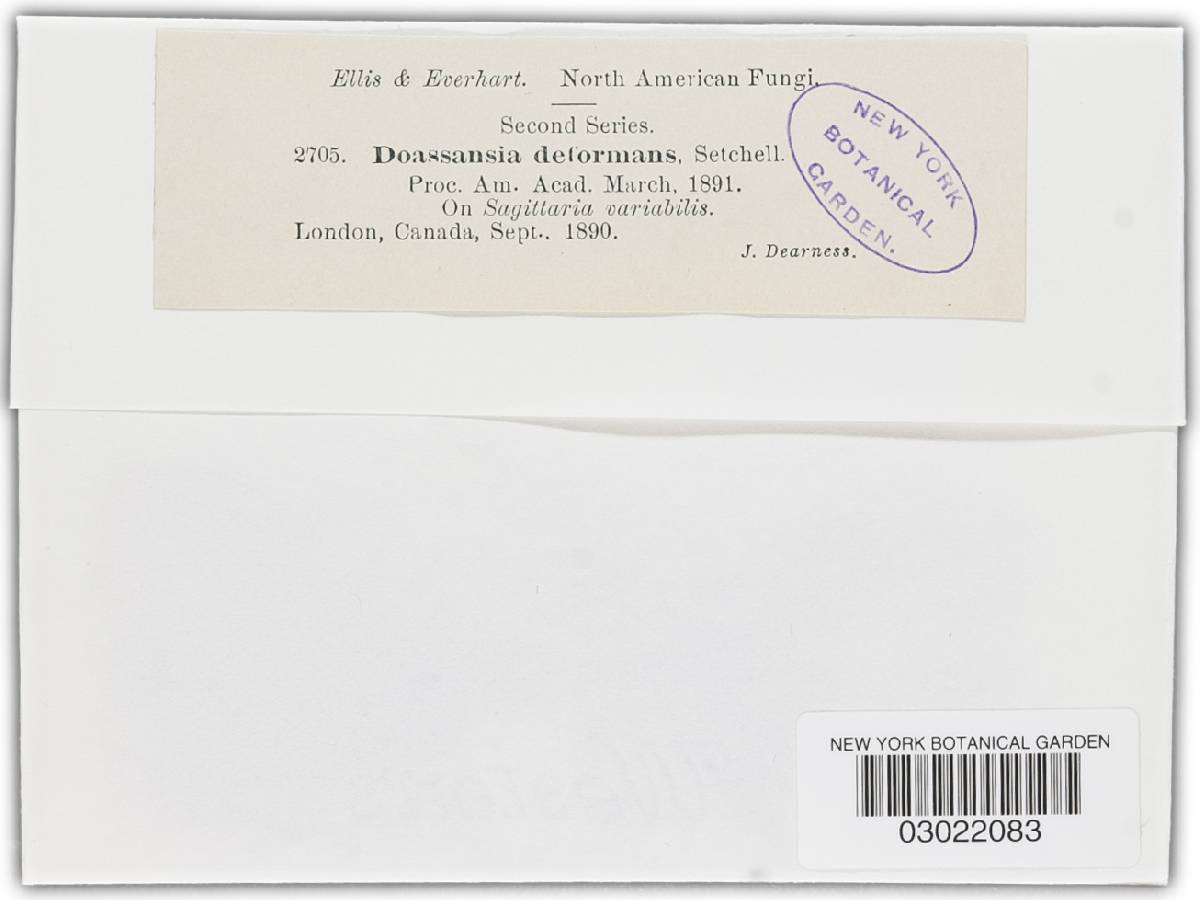 Ellis & Everhart. North American Fungi.
Second Series.
2705. Doassansia deformans, Setchell.
Proc. Am. Acad. March, 1891.
On Sagittaria variabilis.
London, Canada, Sept.. 1890.
J. Dearness.
NEW YORK
BOTANICAL
GARDEN.
NEW YORK BOTANICAL GARDEN
03022083